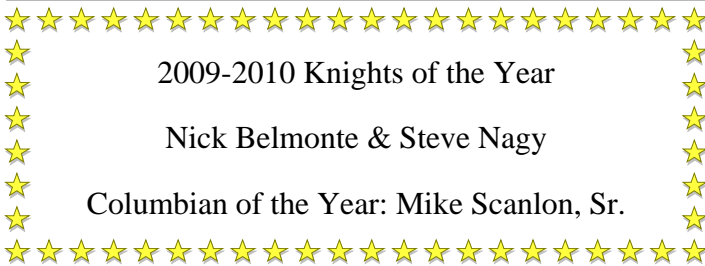 2009-2010 Knights of the Year
Nick Belmonte & Steve Nagy
Columbian of the Year: Mike Scanlon, Sr.